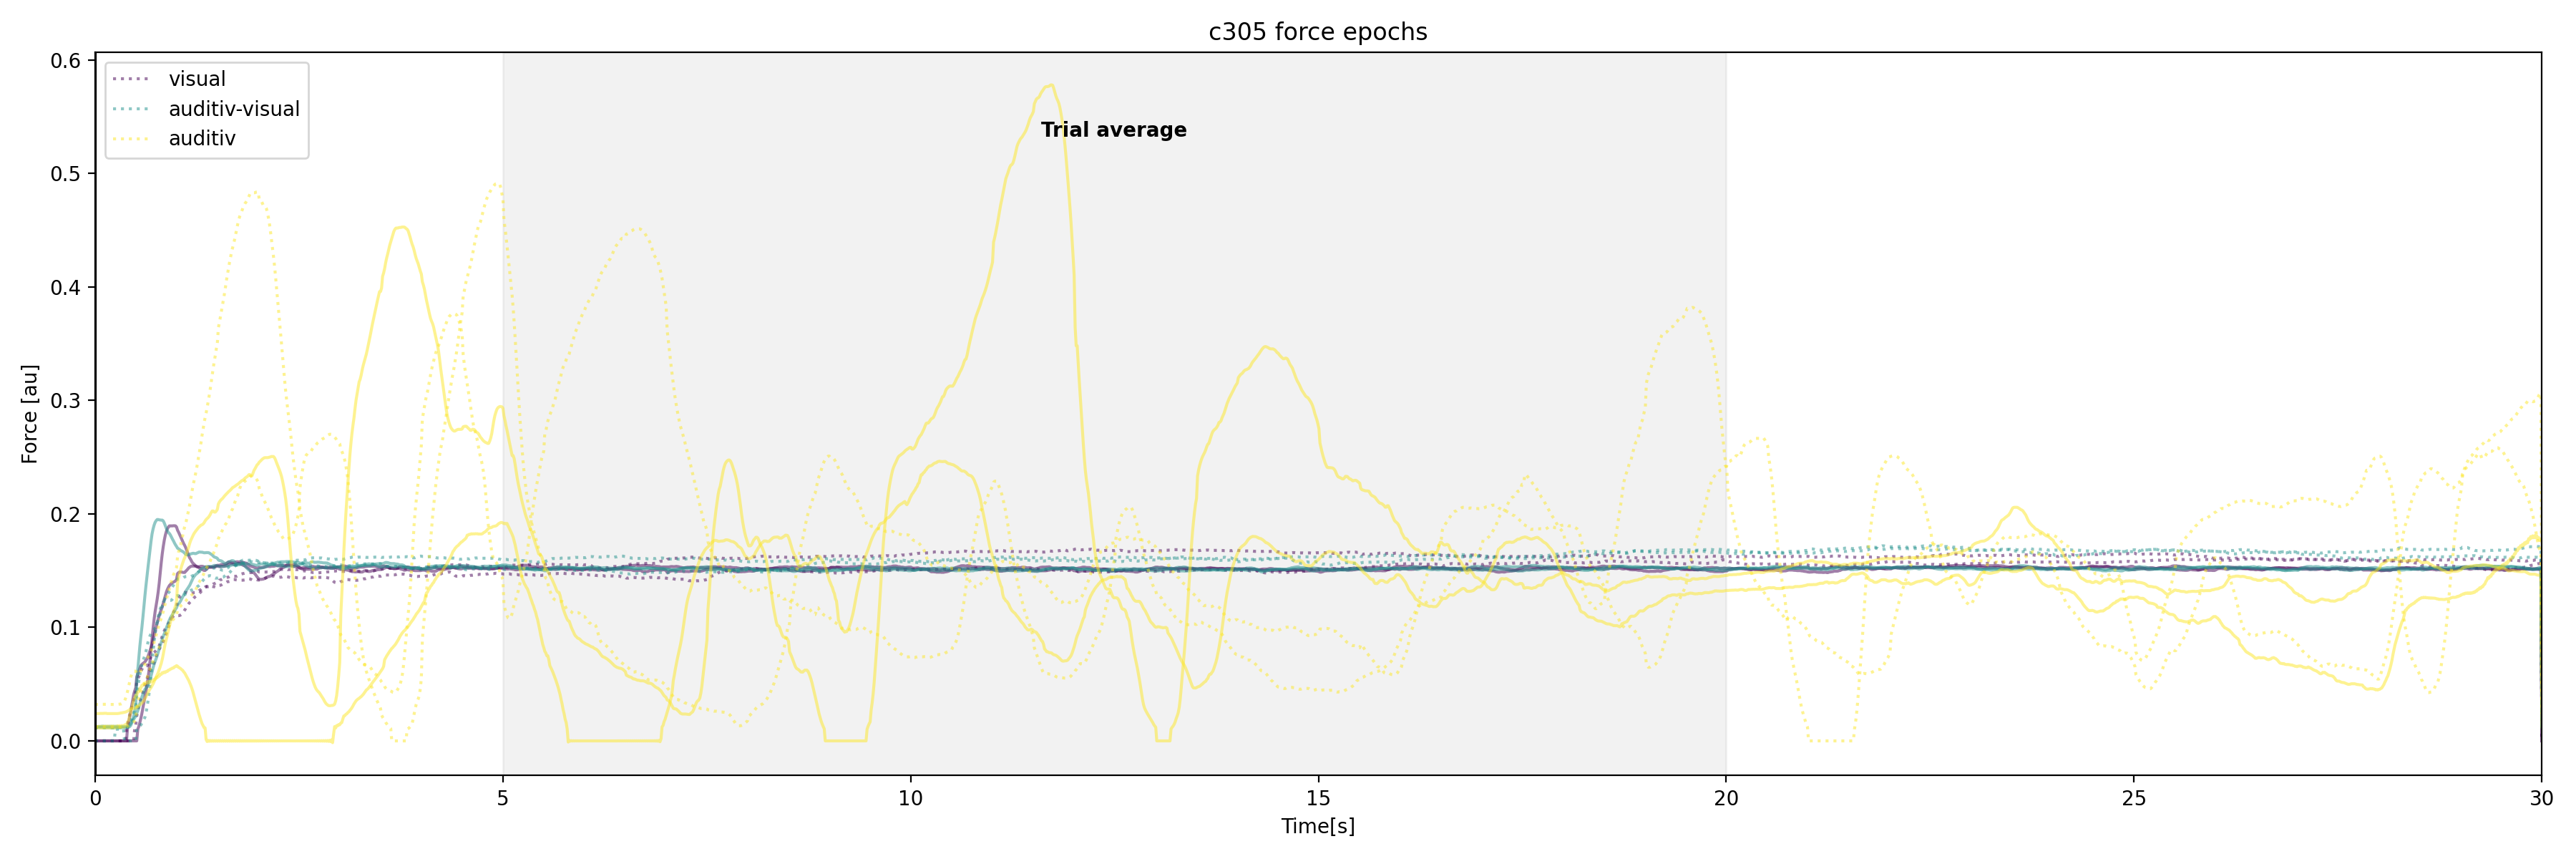 c305 force epochs
visual
auditiv-visual
auditiv
Trial average
Force [au]
0.6
0.5
0.4
0.3
0.2
0.1
0.0
0 5 10 15 20 25 30
Time[s]